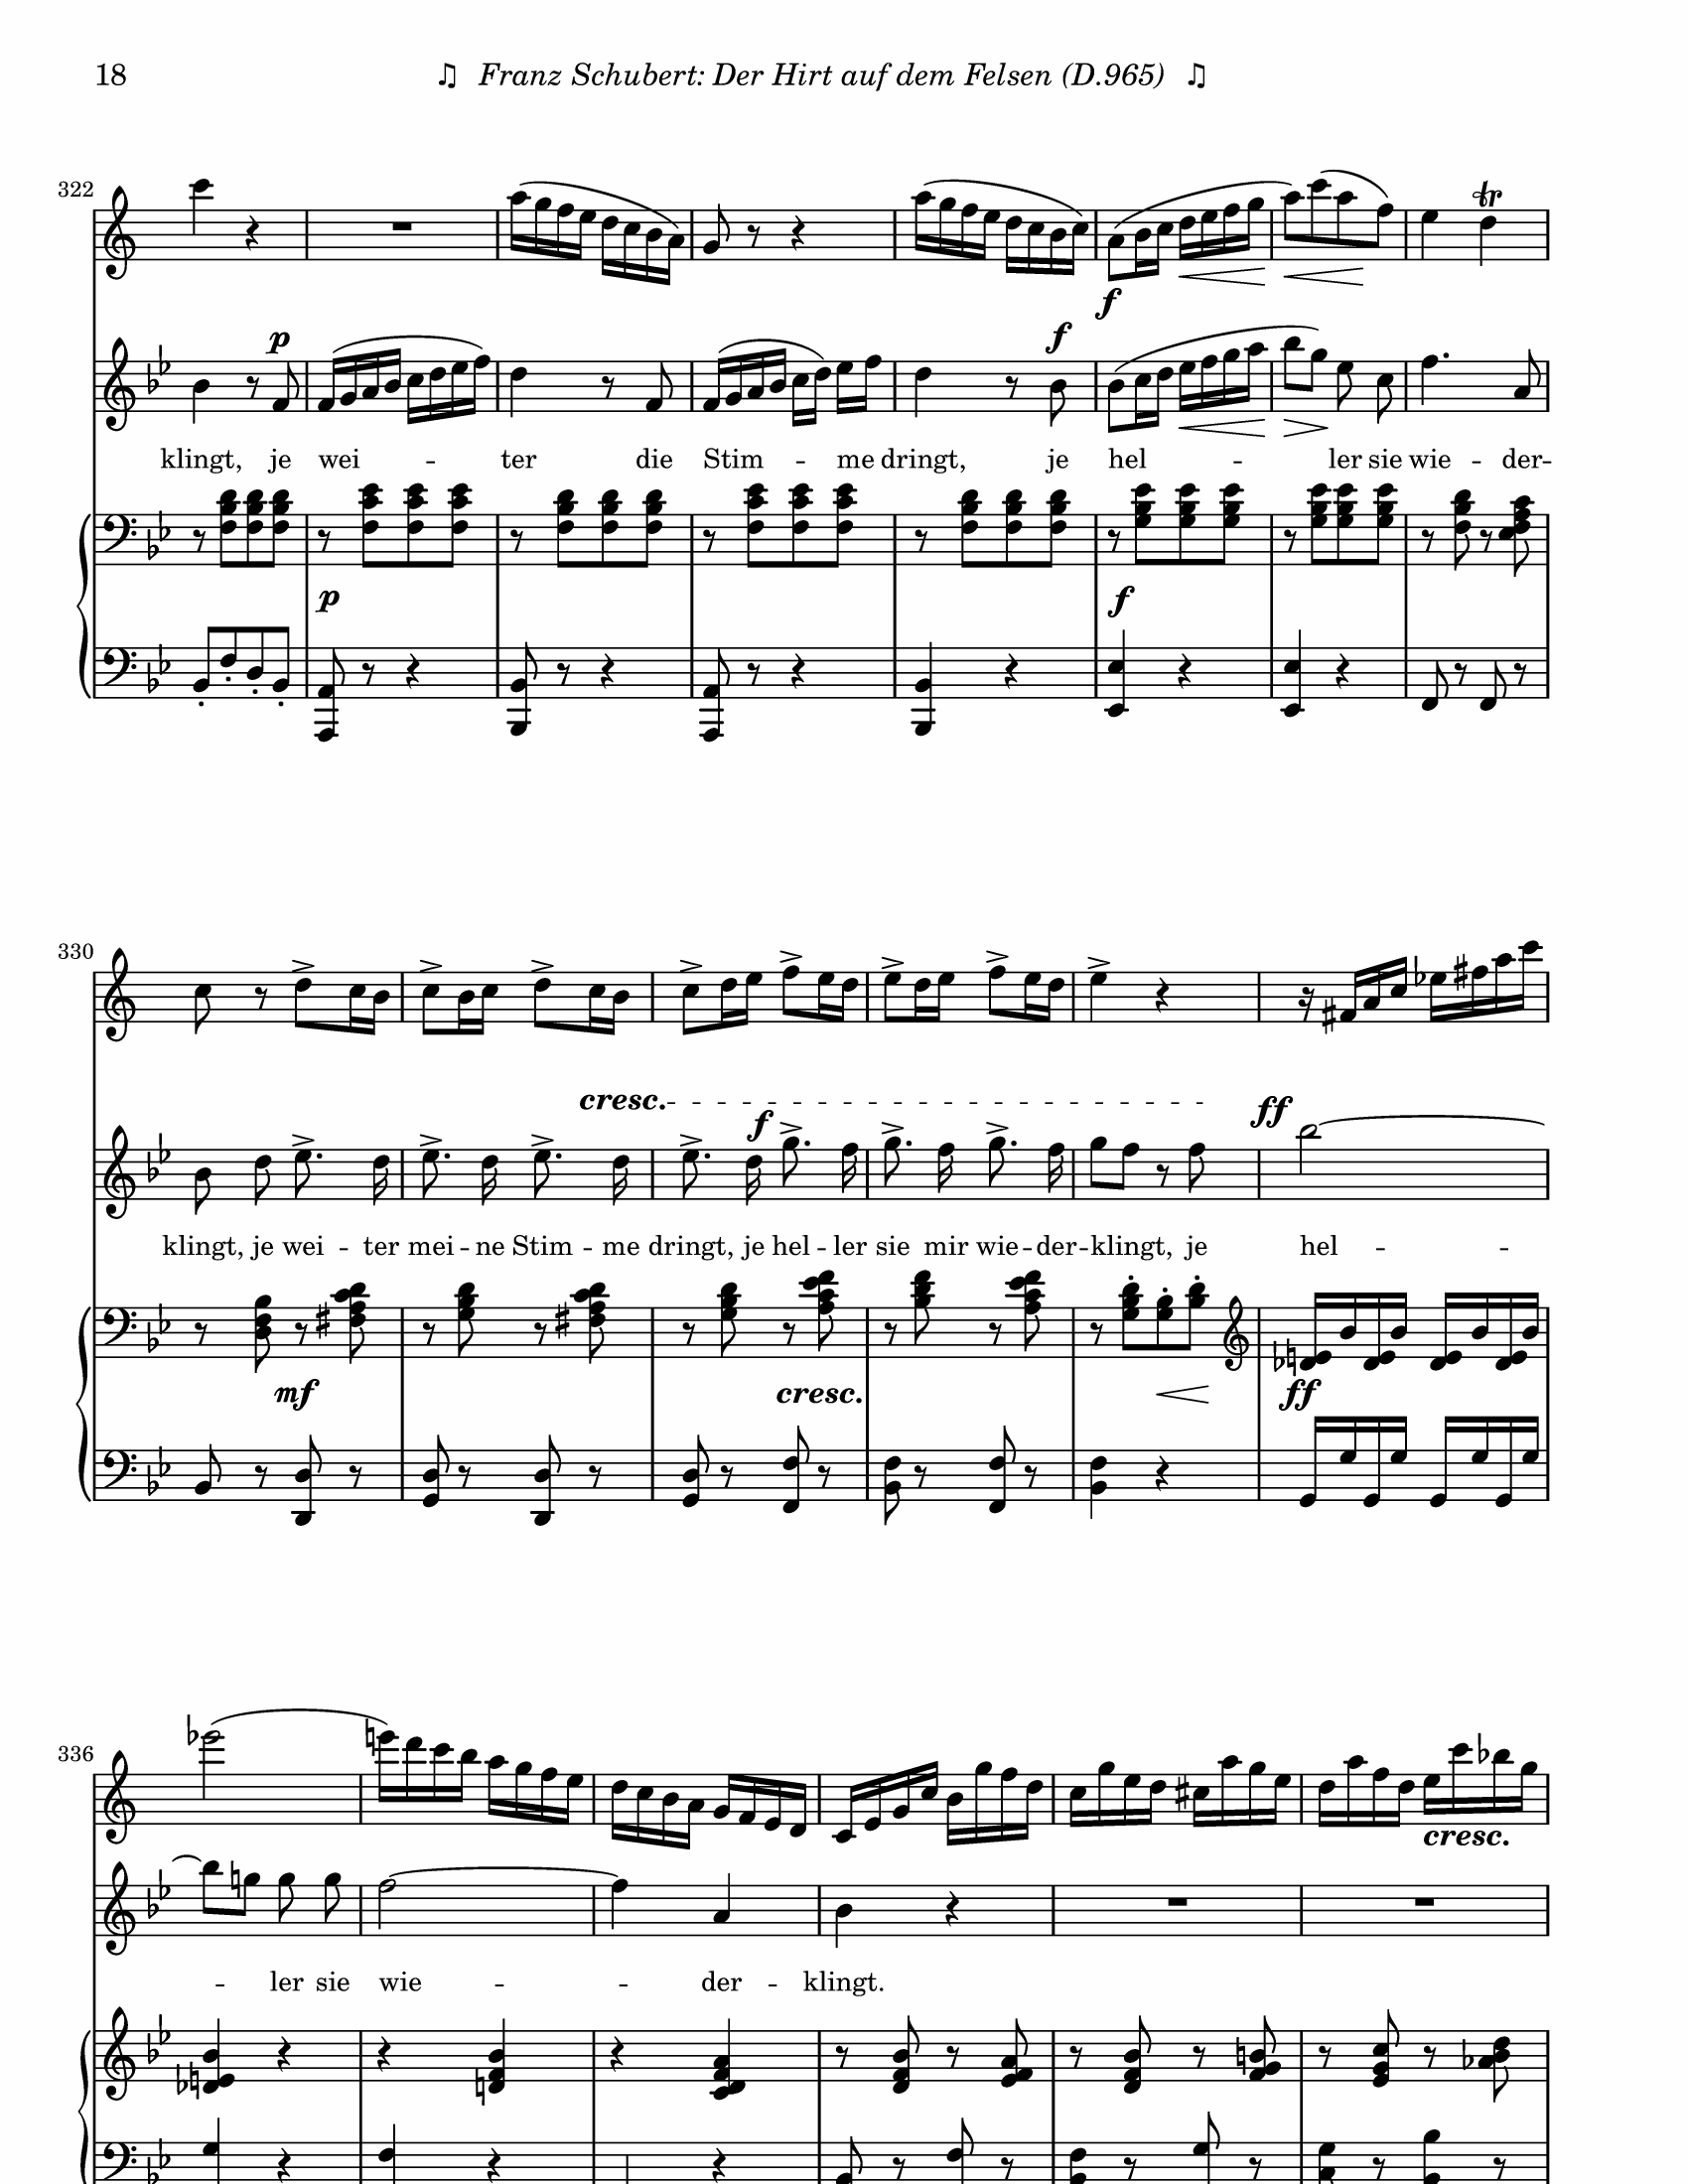 18 ♫ Franz Schubert: Der Hirt auf dem Felsen (D.965) ♫
322
f
p f
klingt, je wei -- ter die Stim -- me dringt, je hel -- ler sie wie -- der --
p f
330
cresc. f ff
klingt, je wei -- ter mei -- ne Stim -- me dringt, je hel -- ler sie mir wie -- der -- klingt, je hel --
mf cresc. ff
336
cresc.
-- ler sie wie -- der -- klingt.